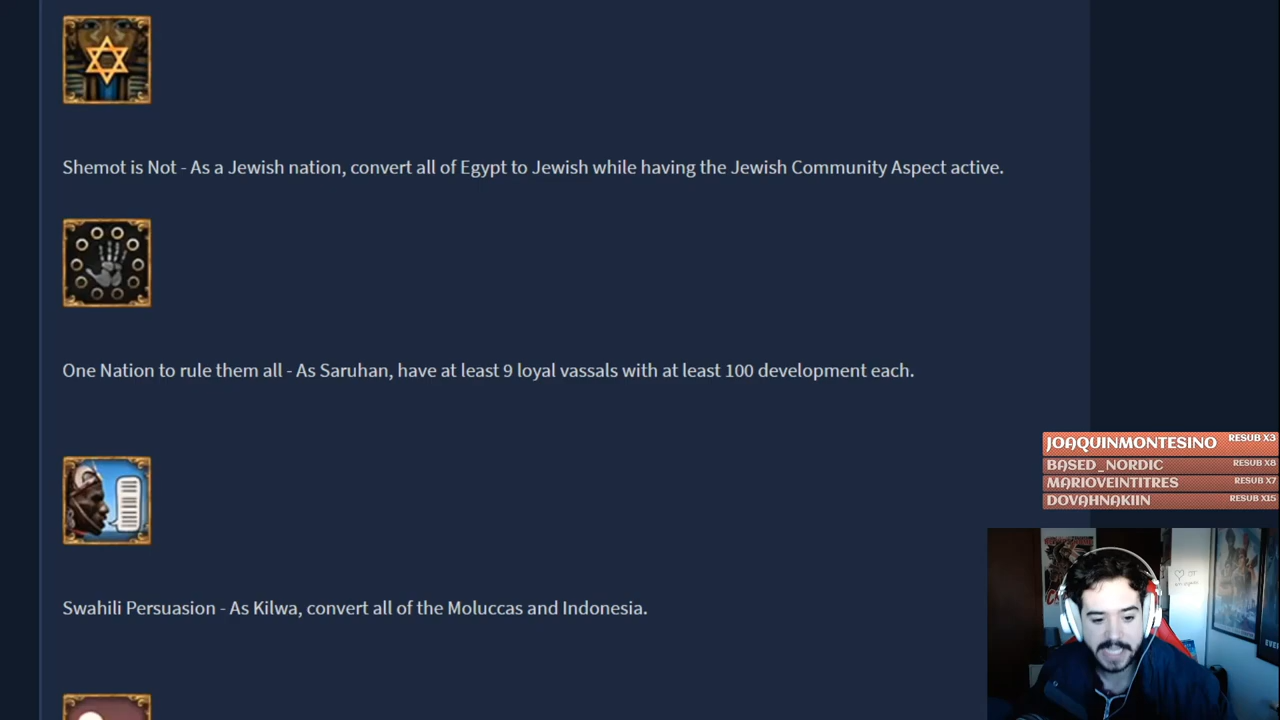 Shemot is Not - As a Jewish nation, convert all of Egypt to Jewish while having the Jewish Community Aspect active.
One Nation to rule them all - As Saruhan, have at least 9 loyal vassals with at least 100 development each.
JOAQUINMONTESINO RESUB X3
BASED_NORDIC RESUB X8
MARIOVEINTITRES RESUB X7
DOVAHNAKIIN RESUB X15
Swahili Persuasion - As Kilwa, convert all of the Moluccas and Indonesia.